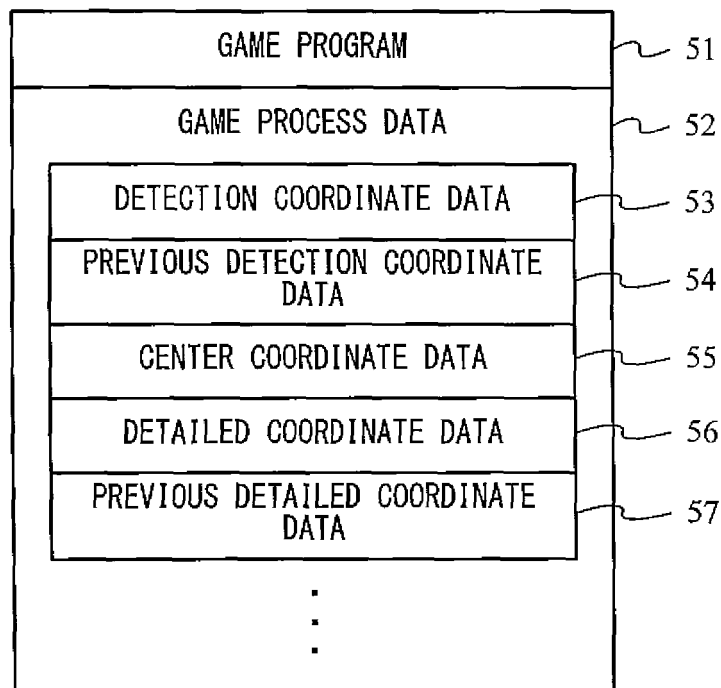 GAME PROGRAM 51
GAME PROCESS DATA 52
DETECTION COORDINATE DATA 53
PREVIOUS DETECTION COORDINATE
DATA 54
CENTER COORDINATE DATA 55
DETAILED COORDINATE DATA 56
PREVIOUS DETAILED COORDINATE
DATA 57